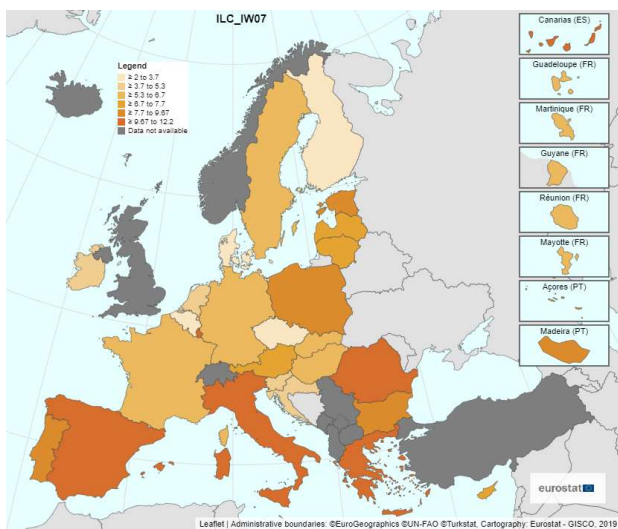 ILC_IW07
Legend
≥ 2 to 3.7
≥ 3.7 to 5.3
≥ 5.3 to 6.7
≥ 6.7 to 7.7
≥ 7.7 to 9.67
≥ 9.67 to 12.2
Data not available
Canarias (ES)
Guadeloupe (FR)
Martinique (FR)
Guyane (FR)
Réunion (FR)
Mayotte (FR)
Açores (PT)
Madeira (PT)
eurostat
Leaflet | Administrative boundaries: ©EuroGeographics ©UN-FAO ©Turkstat, Cartography: Eurostat - GISCO, 2019